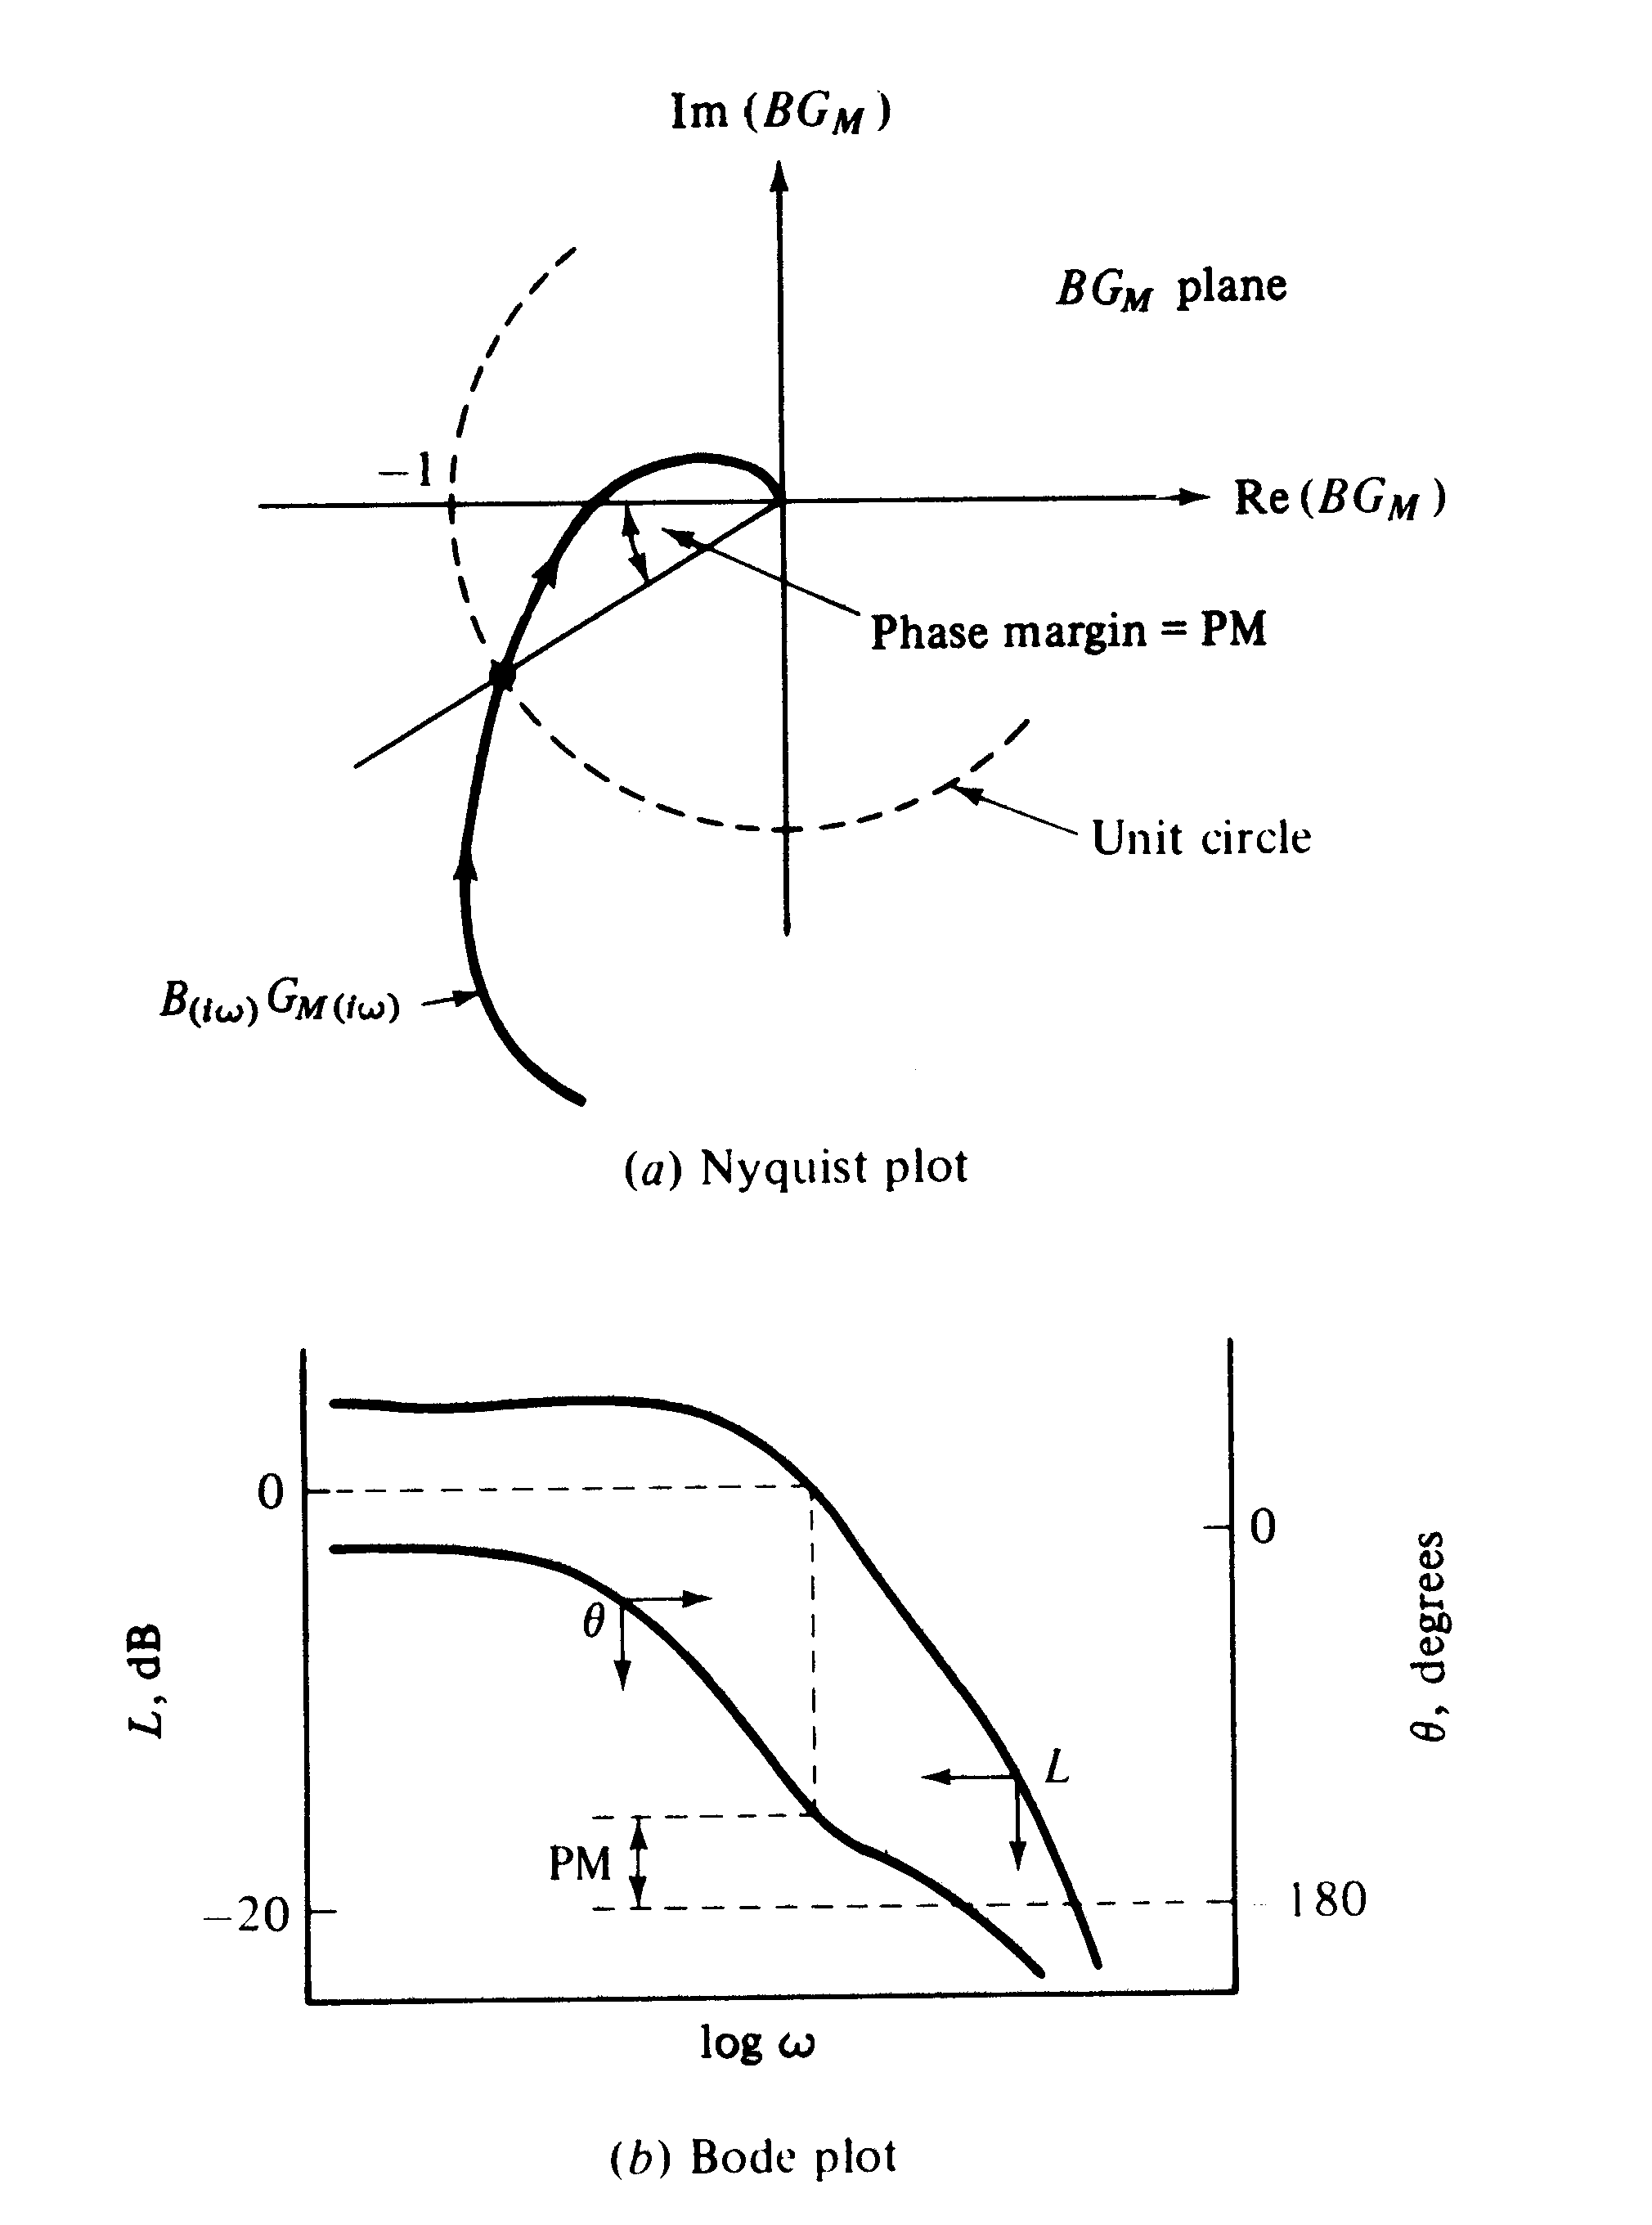 Im (BG_M)
BG_M plane
−1
Re (BG_M)
Phase margin = PM
Unit circle
B(iω) G_M(iω)
(a) Nyquist plot
0
0
θ
L, dB
θ, degrees
L
PM
−20
−180
log ω
(b) Bode plot